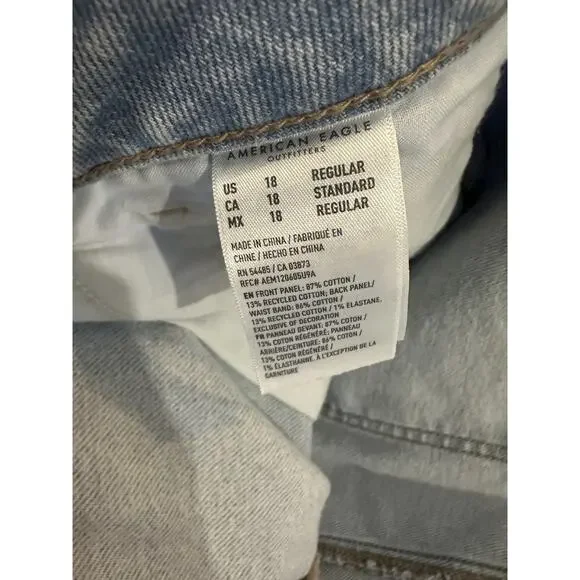 AMERICAN EAGLE
OUTFITTERS
US 18 REGULAR
CA 18 STANDARD
MX 18 REGULAR
MADE IN CHINA / FABRIQUÉ EN
CHINE / HECHO EN CHINA
RN 54485 / CA 03873
RFC# AEM120605U9A
EN FRONT PANEL: 87% COTTON /
13% RECYCLED COTTON; BACK PANEL/
WAIST BAND: 86% COTTON /
13% RECYCLED COTTON / 1% ELASTANE.
EXCLUSIVE OF DECORATION
FR PANNEAU DEVANT: 87% COTON /
13% COTON RÉGÉNÉRÉ; PANNEAU
ARRIÈRE/CEINTURE: 86% COTON /
13% COTON RÉGÉNÉRÉ /
1% ÉLASTHANNE. À L'EXCEPTION DE LA
GARNITURE